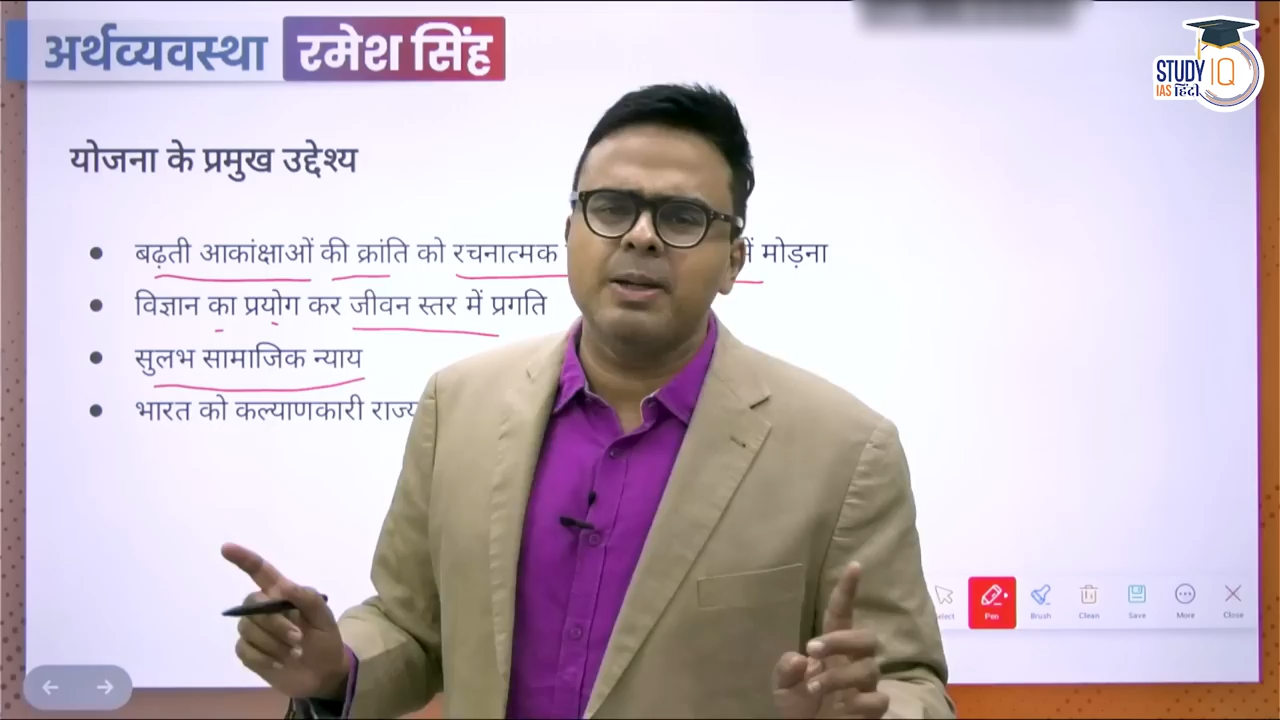 अर्थव्यवस्था रमेश सिंह
STUDY IQ
IAS हिंदी
योजना के प्रमुख उद्देश्य
बढ़ती आकांक्षाओं की क्रांति को रचनात्मक में मोड़ना
विज्ञान का प्रयोग कर जीवन स्तर में प्रगति
सुलभ सामाजिक न्याय
भारत को कल्याणकारी राज्य
Pen Brush Clean Save More Close